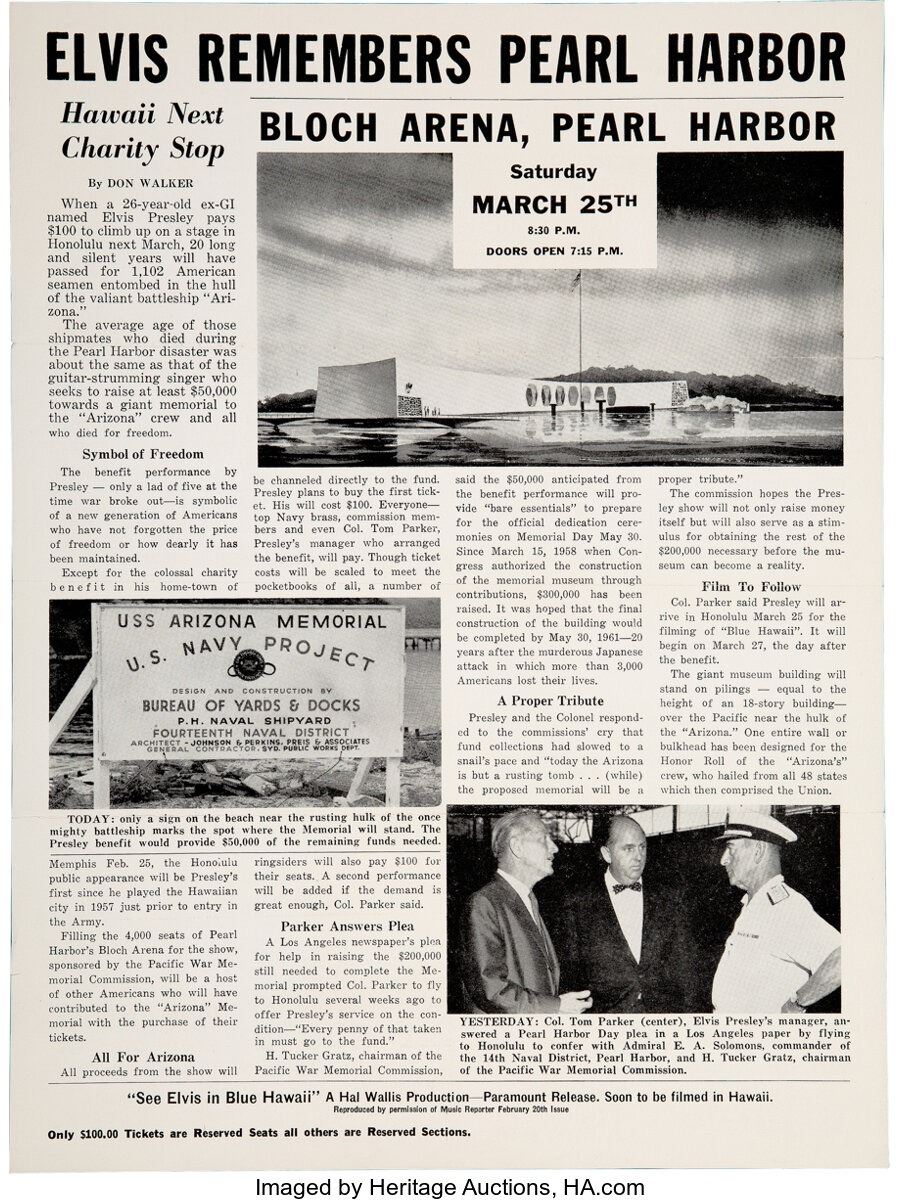 ELVIS REMEMBERS PEARL HARBOR
Hawaii Next
Charity Stop
By DON WALKER
When a 26-year-old ex-GI
named Elvis Presley pays
$100 to climb up on a stage in
Honolulu next March, 20 long
and silent years will have
passed for 1,102 American
seamen entombed in the hull
of the valiant battleship "Ari-
zona."
The average age of those
shipmates who died during
the Pearl Harbor disaster was
about the same as that of the
guitar-strumming singer who
seeks to raise at least $50,000
towards a giant memorial to
the "Arizona" crew and all
who died for freedom.
Symbol of Freedom
The benefit performance by
Presley — only a lad of five at the
time war broke out—is symbolic
of a new generation of Americans
who have not forgotten the price
of freedom or how dearly it has
been maintained.
Except for the colossal charity
benefit in his home-town of
BLOCH ARENA, PEARL HARBOR
Saturday
MARCH 25TH
8:30 P.M.
DOORS OPEN 7:15 P.M.
USS ARIZONA MEMORIAL
U.S. NAVY PROJECT
DESIGN AND CONSTRUCTION BY
BUREAU OF YARDS & DOCKS
P.H. NAVAL SHIPYARD
FOURTEENTH NAVAL DISTRICT
ARCHITECT - JOHNSON & PERKINS, PREIS & ASSOCIATES
GENERAL CONTRACTOR, SYD. PUBLIC WORKS DEPT.
TODAY: only a sign on the beach near the rusting hulk of the once
mighty battleship marks the spot where the Memorial will stand. The
Presley benefit would provide $50,000 of the remaining funds needed.
Memphis Feb. 25, the Honolulu
public appearance will be Presley's
first since he played the Hawaiian
city in 1957 just prior to entry in
the Army.
Filling the 4,000 seats of Pearl
Harbor's Bloch Arena for the show,
sponsored by the Pacific War Me-
morial Commission, will be a host
of other Americans who will have
contributed to the "Arizona" Me-
morial with the purchase of their
tickets.
All For Arizona
All proceeds from the show will
be channeled directly to the fund.
Presley plans to buy the first tick-
et. His will cost $100. Everyone—
top Navy brass, commission mem-
bers and even Col. Tom Parker,
Presley's manager who arranged
the benefit, will pay. Though ticket
costs will be scaled to meet the
pocketbooks of all, a number of
ringsiders will also pay $100 for
their seats. A second performance
will be added if the demand is
great enough, Col. Parker said.
Parker Answers Plea
A Los Angeles newspaper's plea
for help in raising the $200,000
still needed to complete the Me-
morial prompted Col. Parker to fly
to Honolulu several weeks ago to
offer Presley's service on the con-
dition—"Every penny of that taken
in must go to the fund."
H. Tucker Gratz, chairman of the
Pacific War Memorial Commission,
said the $50,000 anticipated from
the benefit performance will pro-
vide "bare essentials" to prepare
for the official dedication cere-
monies on Memorial Day May 30.
Since March 15, 1958 when Con-
gress authorized the construction
of the memorial museum through
contributions, $300,000 has been
raised. It was hoped that the final
construction of the building would
be completed by May 30, 1961—20
years after the murderous Japanese
attack in which more than 3,000
Americans lost their lives.
A Proper Tribute
Presley and the Colonel respond-
ed to the commissions' cry that
fund collections had slowed to a
snail's pace and "today the Arizona
is but a rusting tomb . . . (while)
the proposed memorial will be a
proper tribute."
The commission hopes the Pres-
ley show will not only raise money
itself but will also serve as a stim-
ulus for obtaining the rest of the
$200,000 necessary before the mu-
seum can become a reality.
Film To Follow
Col. Parker said Presley will ar-
rive in Honolulu March 25 for the
filming of "Blue Hawaii". It will
begin on March 27, the day after
the benefit.
The giant museum building will
stand on pilings — equal to the
height of an 18-story building—
over the Pacific near the hulk of
the "Arizona." One entire wall or
bulkhead has been designed for the
Honor Roll of the "Arizona's"
crew, who hailed from all 48 states
which then comprised the Union.
YESTERDAY: Col. Tom Parker (center), Elvis Presley's manager, an-
swered a Pearl Harbor Day plea in a Los Angeles paper by flying
to Honolulu to confer with Admiral E. A. Solomons, commander of
the 14th Naval District, Pearl Harbor, and H. Tucker Gratz, chairman
of the Pacific War Memorial Commission.
"See Elvis in Blue Hawaii" A Hal Wallis Production—Paramount Release. Soon to be filmed in Hawaii.
Reproduced by permission of Music Reporter February 20th Issue
Only $100.00 Tickets are Reserved Seats all others are Reserved Sections.
Imaged by Heritage Auctions, HA.com